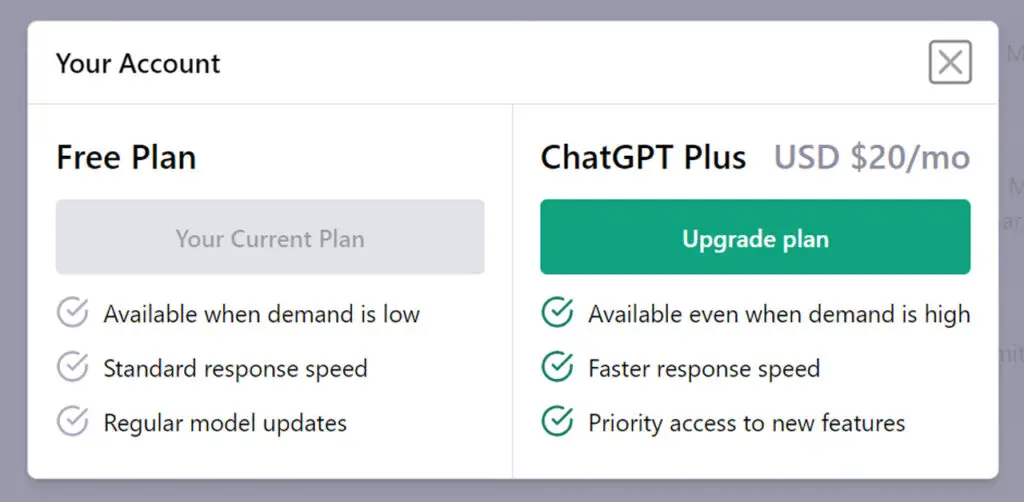 Your Account
Free Plan
Your Current Plan
Available when demand is low
Standard response speed
Regular model updates
ChatGPT Plus USD $20/mo
Upgrade plan
Available even when demand is high
Faster response speed
Priority access to new features